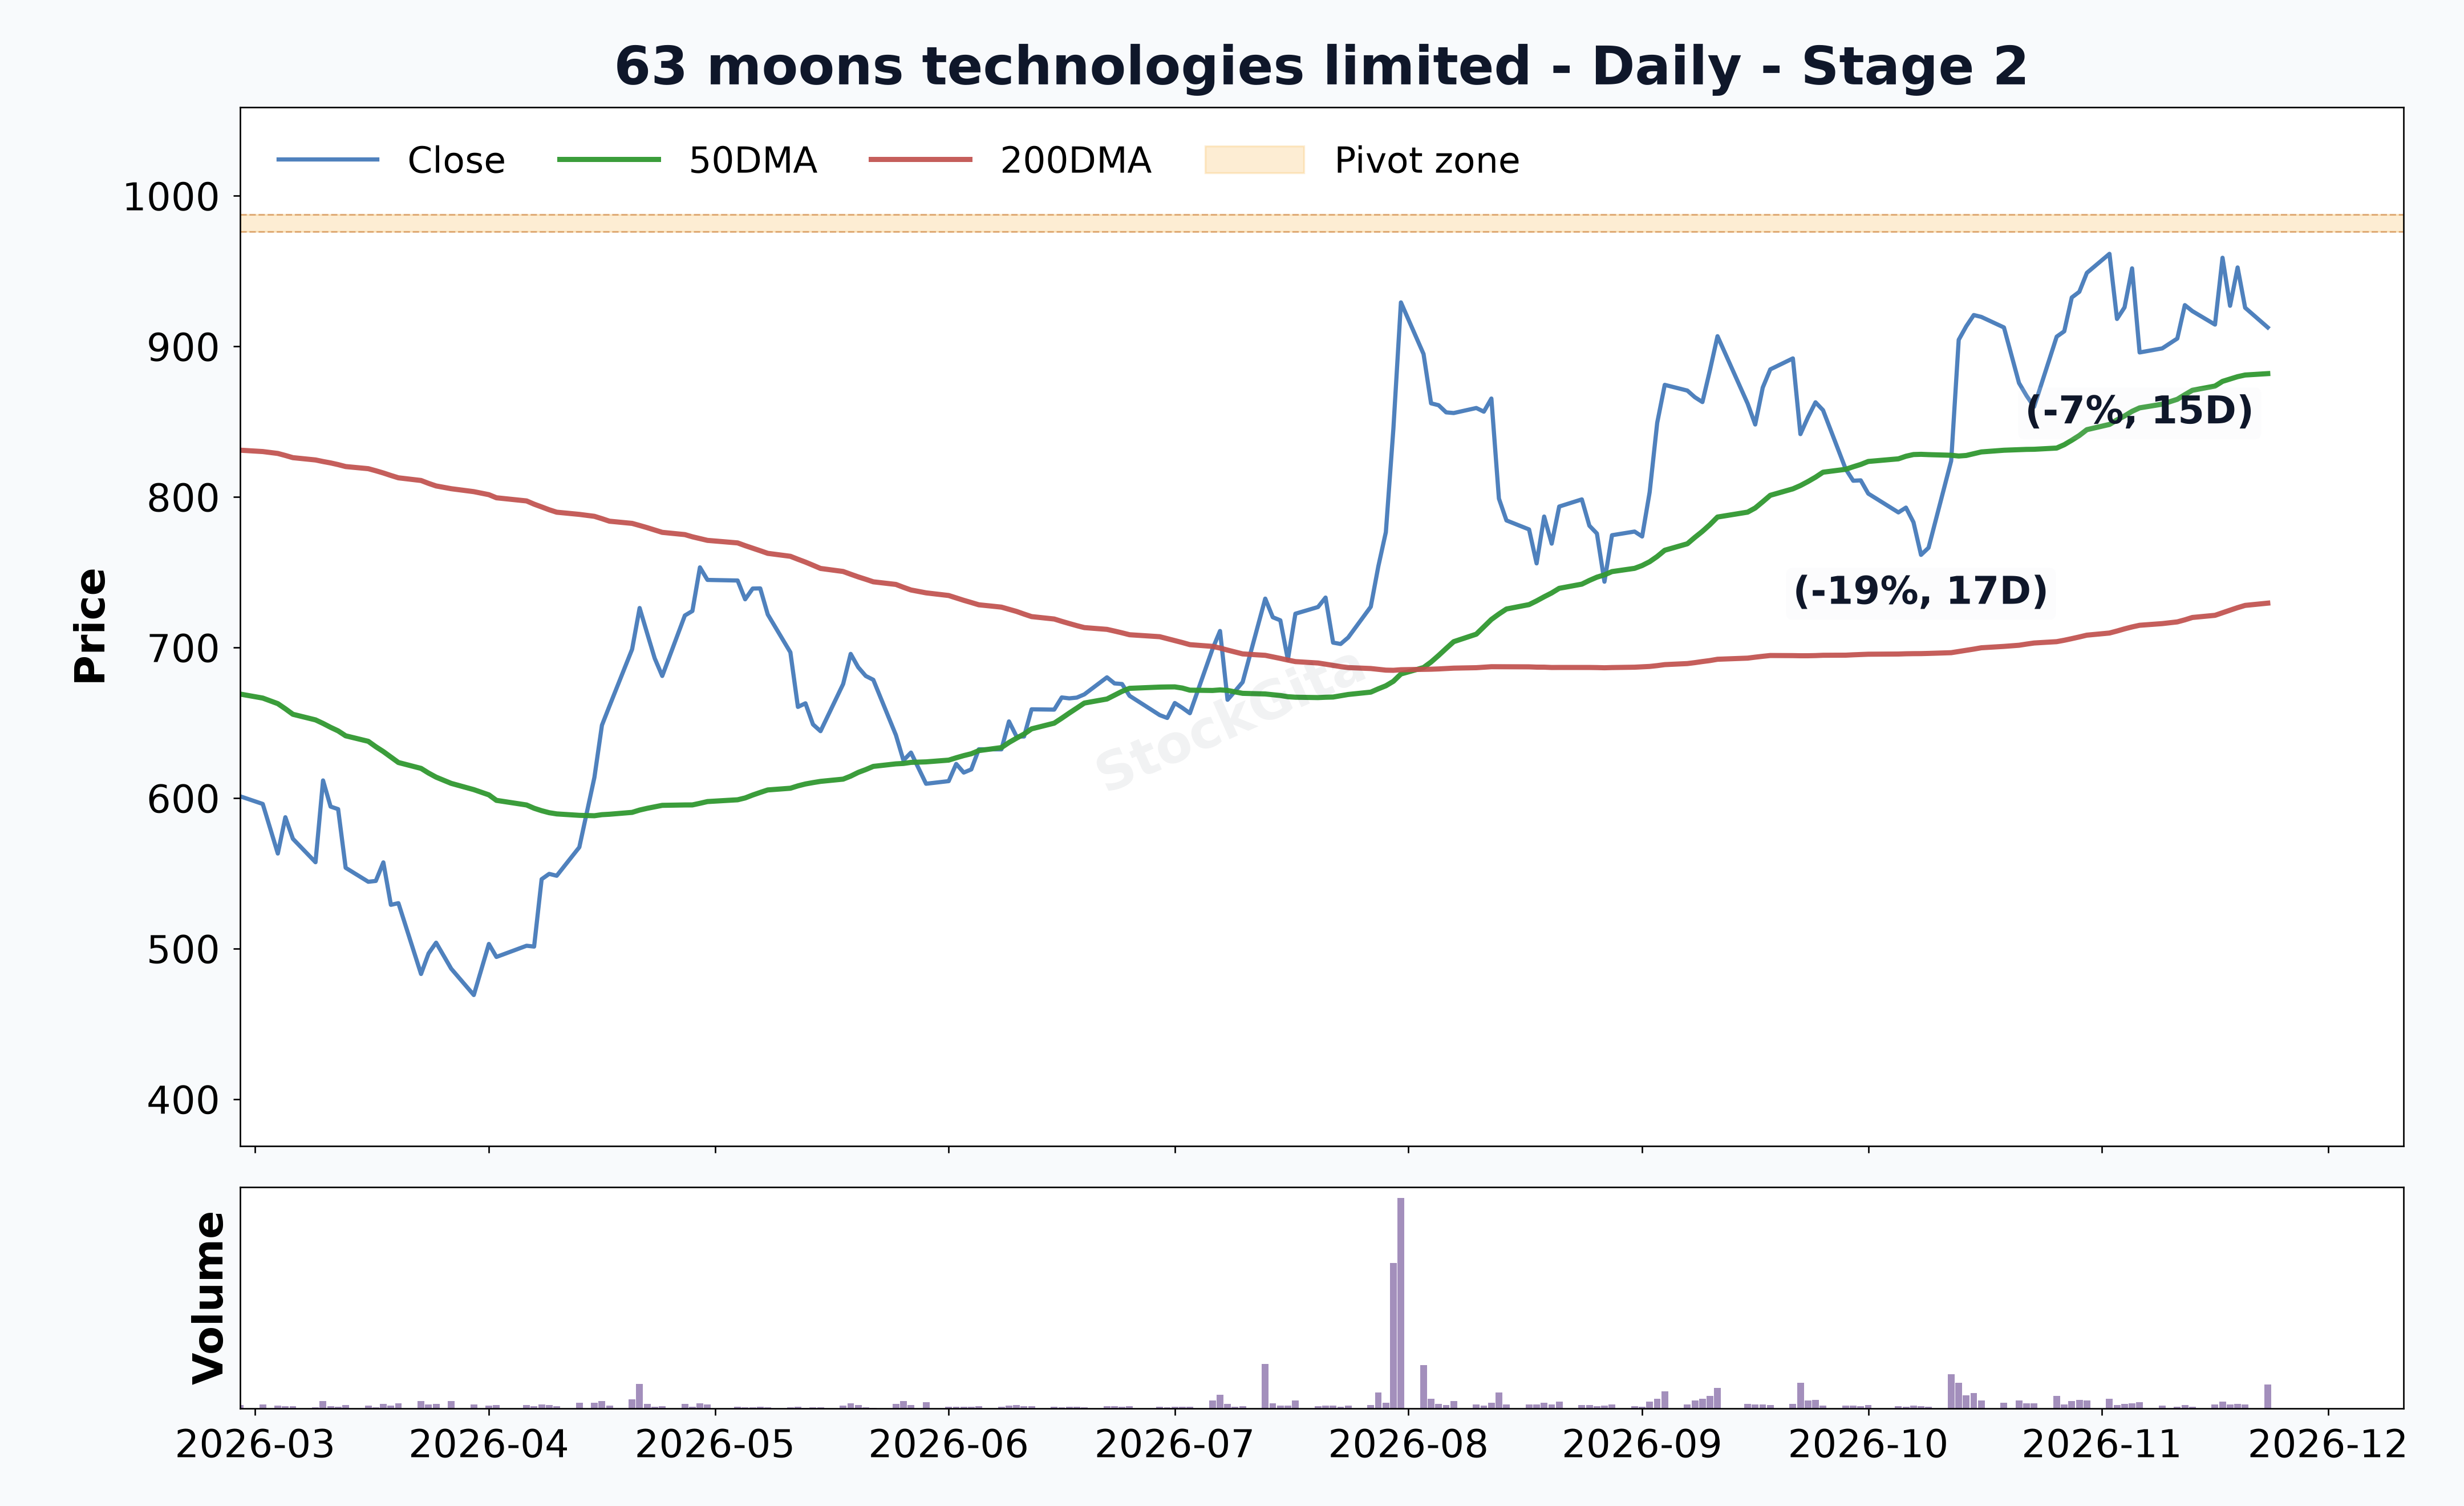 63 moons technologies limited - Daily - Stage 2
Close 50DMA 200DMA Pivot zone
1000
900
800
700
600
500
400
Price
(-7%, 15D)
(-19%, 17D)
StockGita
Volume
2026-03 2026-04 2026-05 2026-06 2026-07 2026-08 2026-09 2026-10 2026-11 2026-12